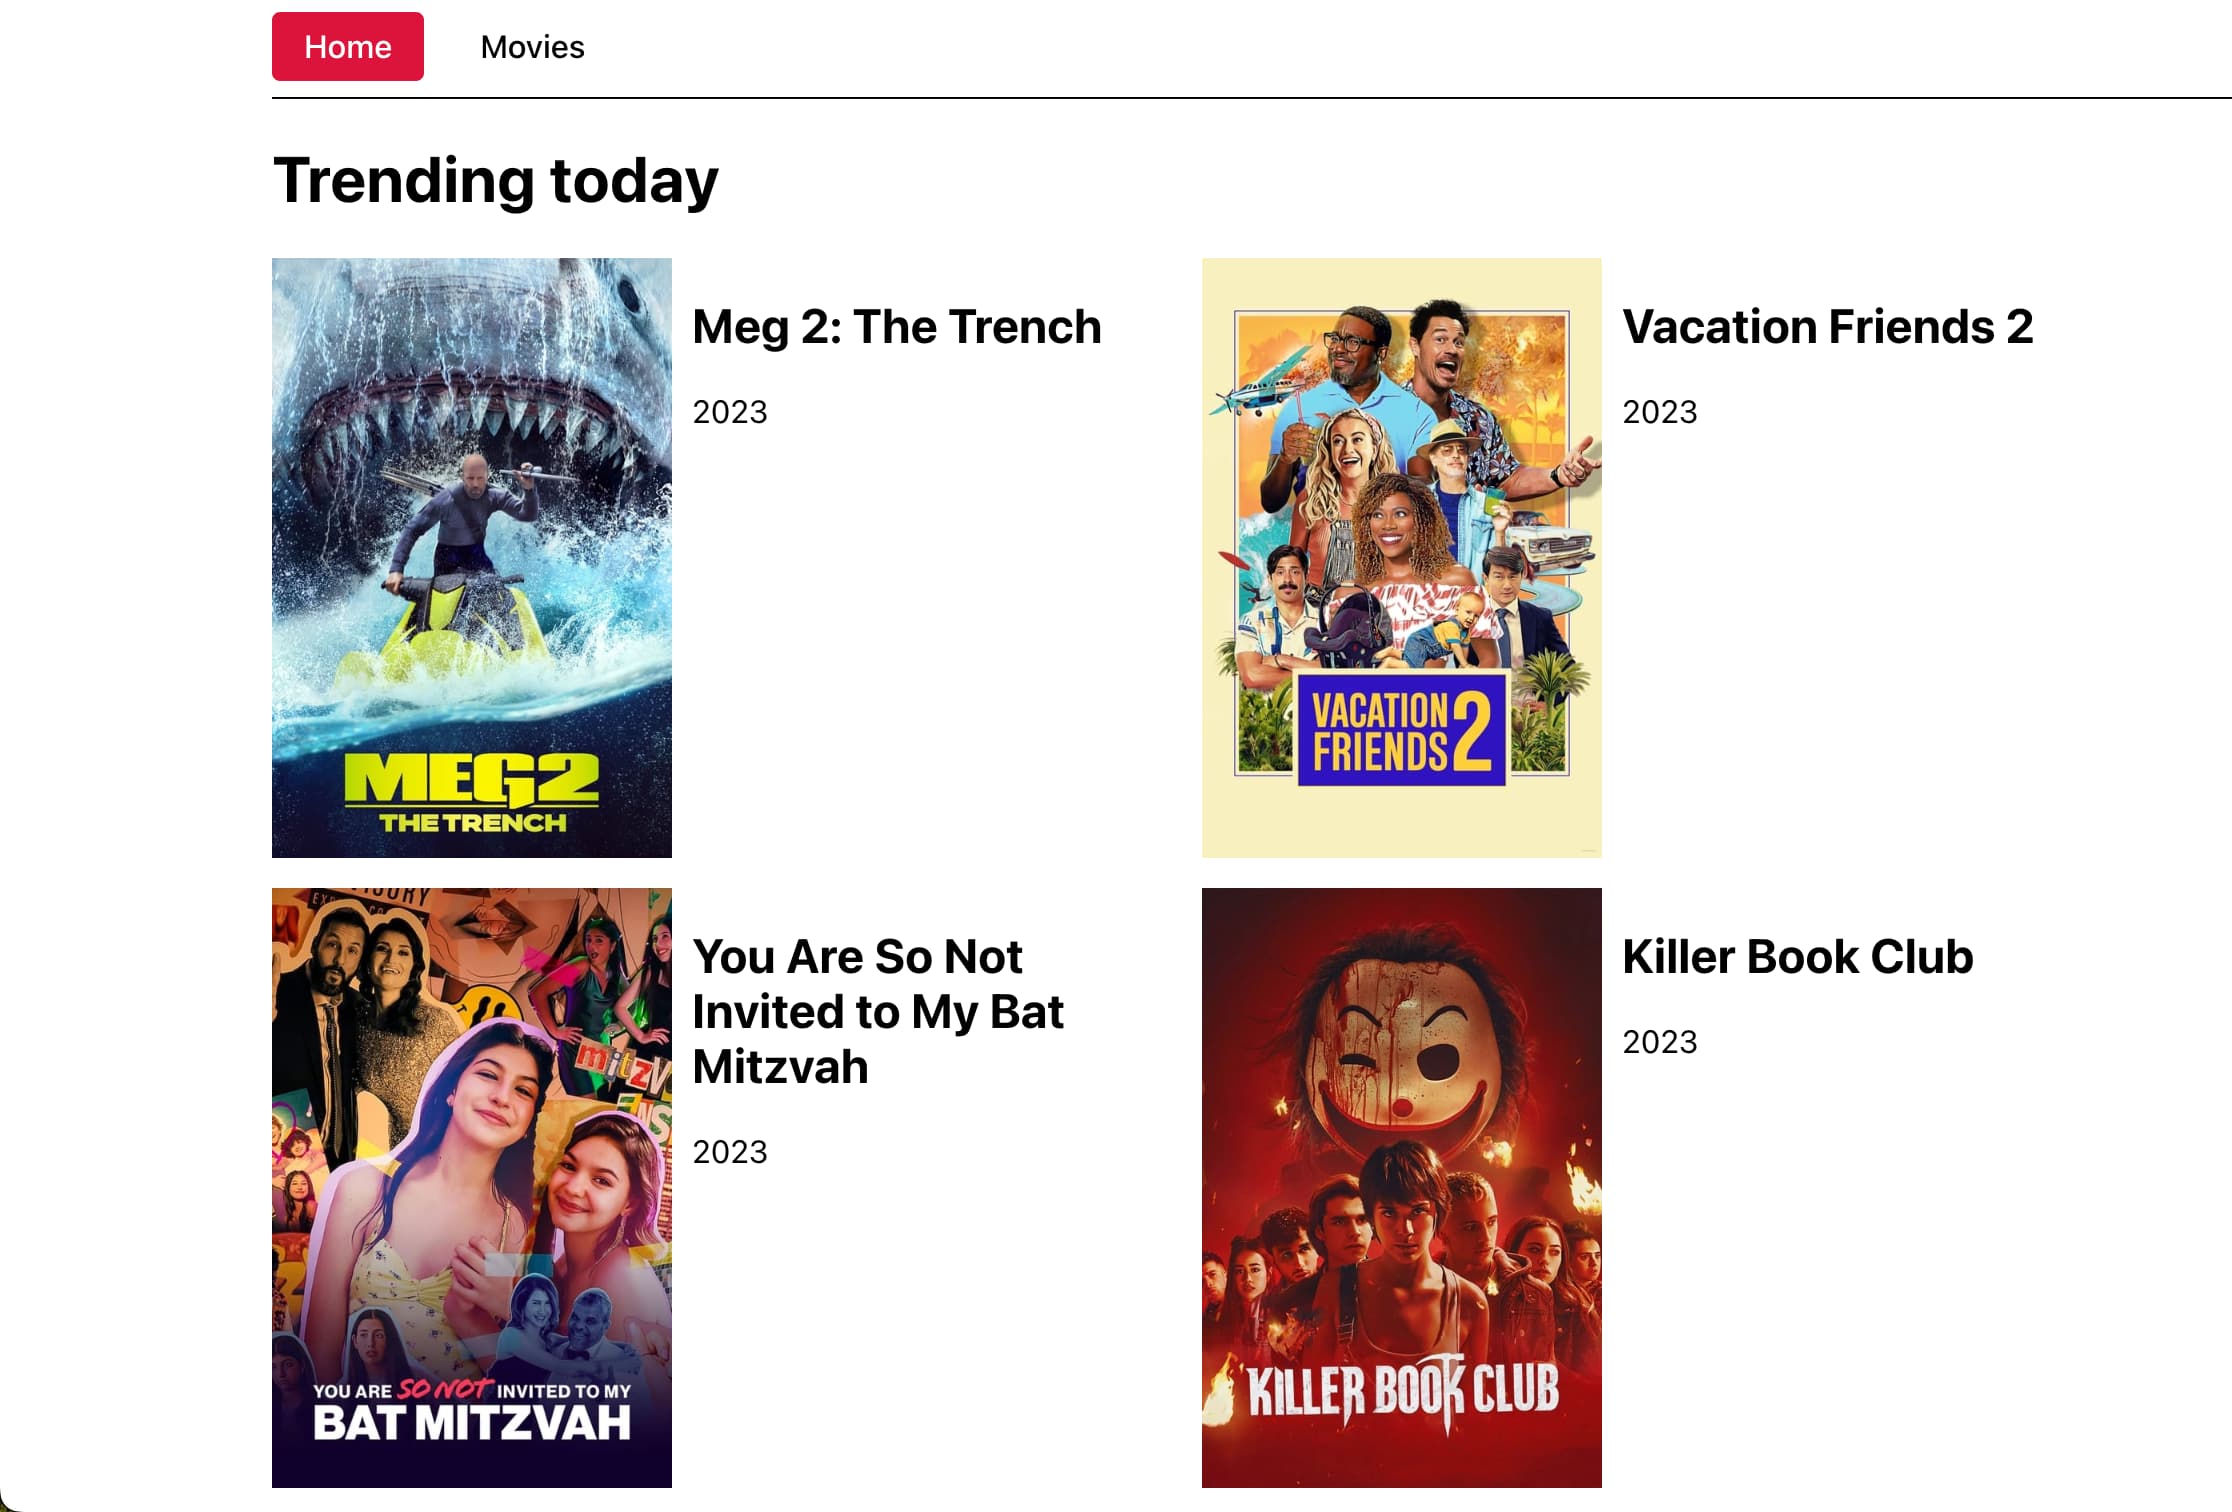 Home
Movies
Trending today
Meg 2: The Trench
2023
MEG2
THE TRENCH
Vacation Friends 2
2023
VACATION
FRIENDS 2
You Are So Not
Invited to My Bat
Mitzvah
2023
YOU ARE SO NOT INVITED TO MY
BAT MITZVAH
Killer Book Club
2023
KILLER BOOK CLUB